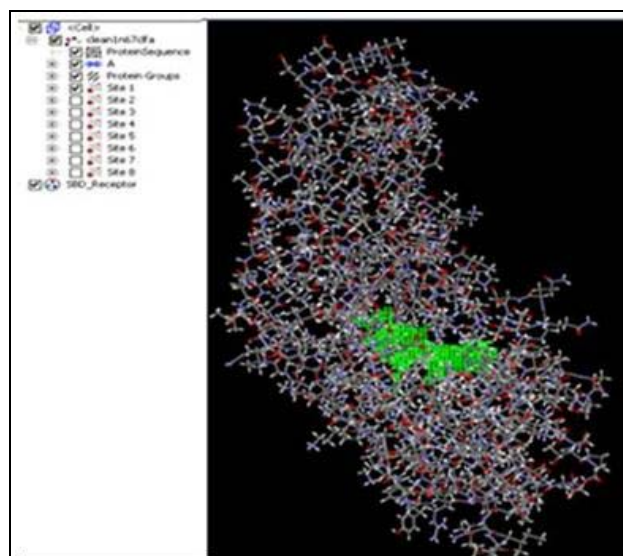 <Cell>
clean1n67dfa
ProteinSequence
A
Protein-Groups
Site 1
Site 2
Site 3
Site 4
Site 5
Site 6
Site 7
Site 8
SBD_Receptor